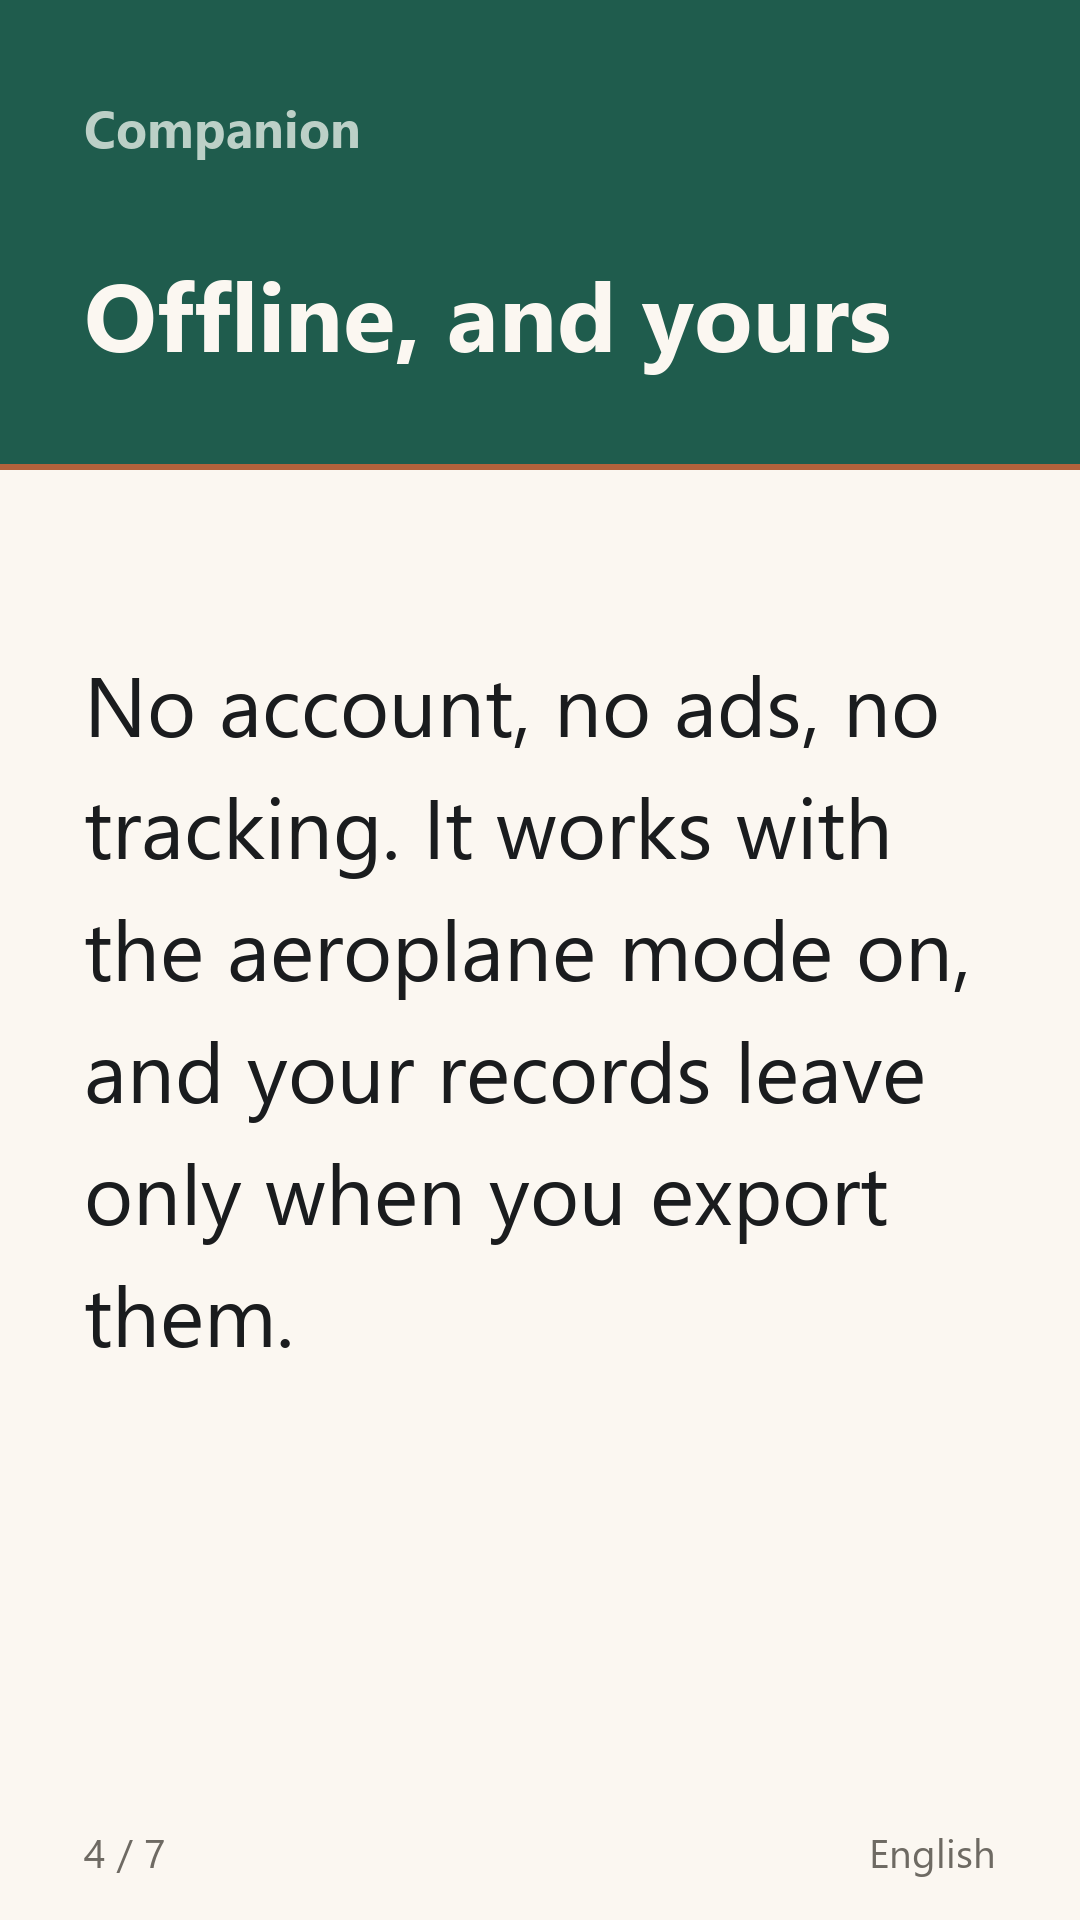 Companion
Offline, and yours
No account, no ads, no
tracking. It works with
the aeroplane mode on,
and your records leave
only when you export
them.
4 / 7
English